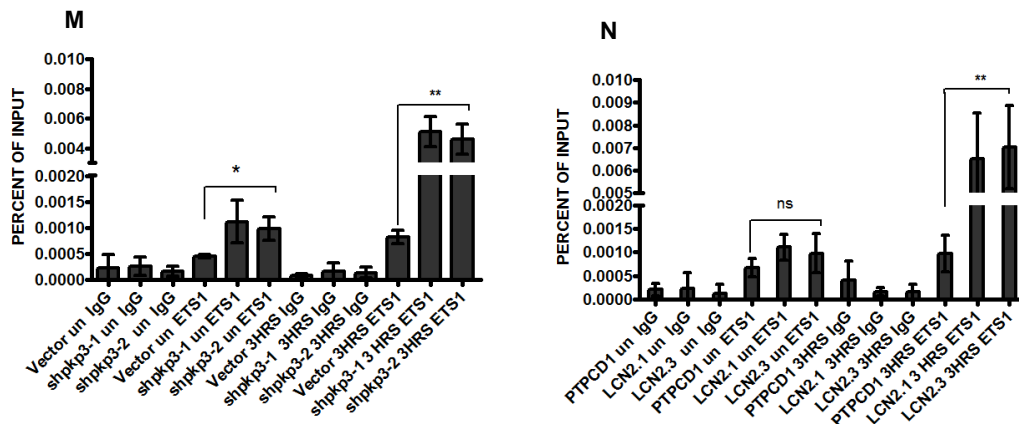 M
PERCENT OF INPUT
0.010
0.008
0.006
0.004
0.0020
0.0015
0.0010
0.0005
0.0000
*
**
Vector un IgG
shpkp3-1 un IgG
shpkp3-2 un IgG
Vector un ETS1
shpkp3-1 un ETS1
shpkp3-2 un ETS1
Vector 3HRS IgG
shpkp3-1 3HRS IgG
shpkp3-2 3HRS IgG
Vector 3HRS ETS1
shpkp3-1 3 HRS ETS1
shpkp3-2 3HRS ETS1
N
PERCENT OF INPUT
0.010
0.009
0.008
0.007
0.006
0.005
0.0020
0.0015
0.0010
0.0005
0.0000
ns
**
PTPCD1 un IgG
LCN2.1 un IgG
LCN2.3 un IgG
PTPCD1 un ETS1
LCN2.1 un ETS1
LCN2.3 un ETS1
PTPCD1 3HRS IgG
LCN2.1 3HRS IgG
LCN2.3 3HRS IgG
PTPCD1 3HRS ETS1
LCN2.1 3 HRS ETS1
LCN2.3 3HRS ETS1